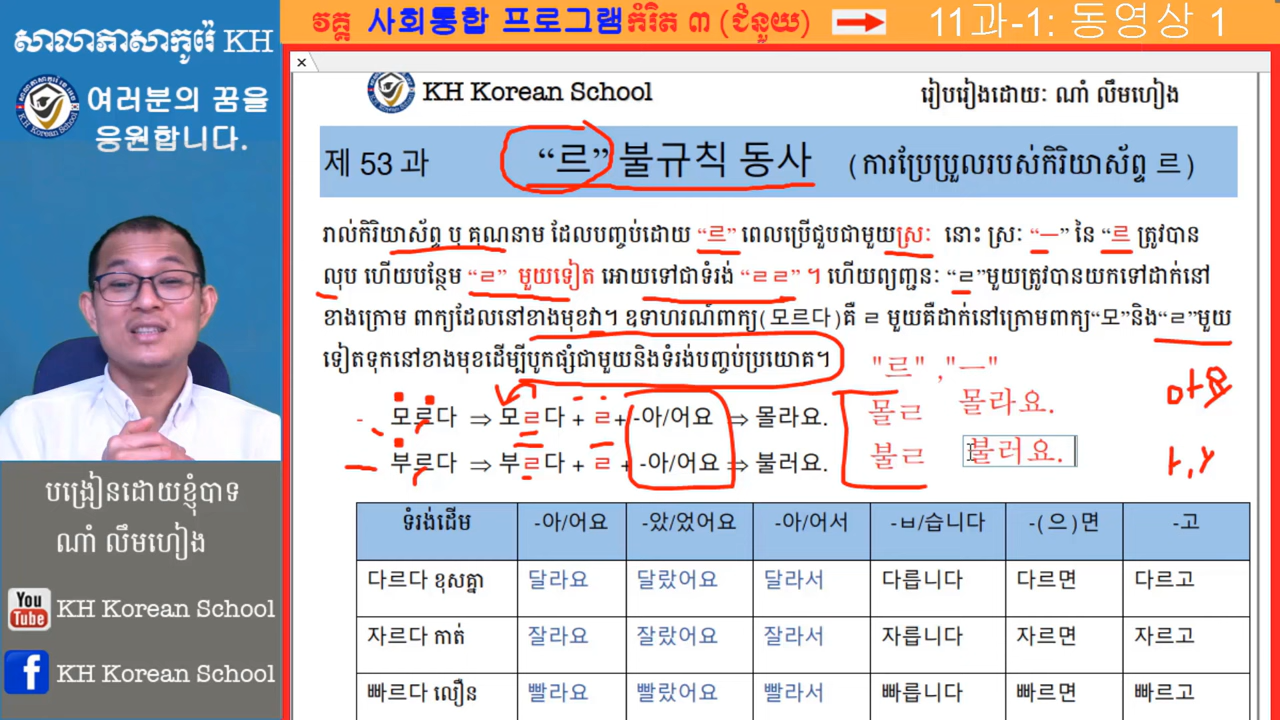 សាលាភាសាកូរ៉េ KH
여러분의 꿈을
응원합니다.
បង្រៀនដោយខ្ញុំបាទ
ណាំ លឹមហៀង
You Tube KH Korean School
f KH Korean School
វគ្គ 사회통합 프로그램កំរិត ៣ (ជំនួយ) 11과-1: 동영상 1
KH Korean School រៀបរៀងដោយៈ ណាំ លឹមហៀង
제 53 과 “르” 불규칙 동사 (ការប្រែប្រួលរបស់កិរិយាស័ព្ទ 르)
រាល់កិរិយាស័ព្ទ ឬ គុណនាម ដែលបញ្ចប់ដោយ “르” ពេលប្រើជួបជាមួយស្រៈ នោះ ស្រៈ “ㅡ” នៃ “르 ត្រូវបាន
លុប ហើយបន្ថែម “ㄹ” មួយទៀត អោយទៅជាទំរង់ “ㄹㄹ” ។ ហើយព្យញ្ជនៈ “ㄹ”មួយត្រូវបានយកទៅដាក់នៅ
ខាងក្រោម ពាក្យដែលនៅខាងមុខវា។ ឧទាហរណ៍ពាក្យ(모르다)គឺ ㄹ មួយគឺដាក់នៅក្រោមពាក្យ“모”និង“ㄹ”មួយ
ទៀតទុកនៅខាងមុខដើម្បីបូកផ្សំជាមួយនិងទំរង់បញ្ចប់ប្រយោគ។
"르" ,"ㅡ"
- 모르다 ⇒ 모ㄹ다 + ㄹ+ -아/어요 ⇒ 몰라요. 몰ㄹ 몰라요. 아요
부르다 ⇒ 부ㄹ다 + ㄹ + -아/어요 ⇒ 불러요. 불ㄹ 불러요.
ទំរង់ដើម -아/어요 -았/었어요 -아/어서 -ㅂ/습니다 -(으)면 -고
다르다 ខុសគ្នា 달라요 달랐어요 달라서 다릅니다 다르면 다르고
자르다 កាត់ 잘라요 잘랐어요 잘라서 자릅니다 자르면 자르고
빠르다 លឿន 빨라요 빨랐어요 빨라서 빠릅니다 빠르면 빠르고